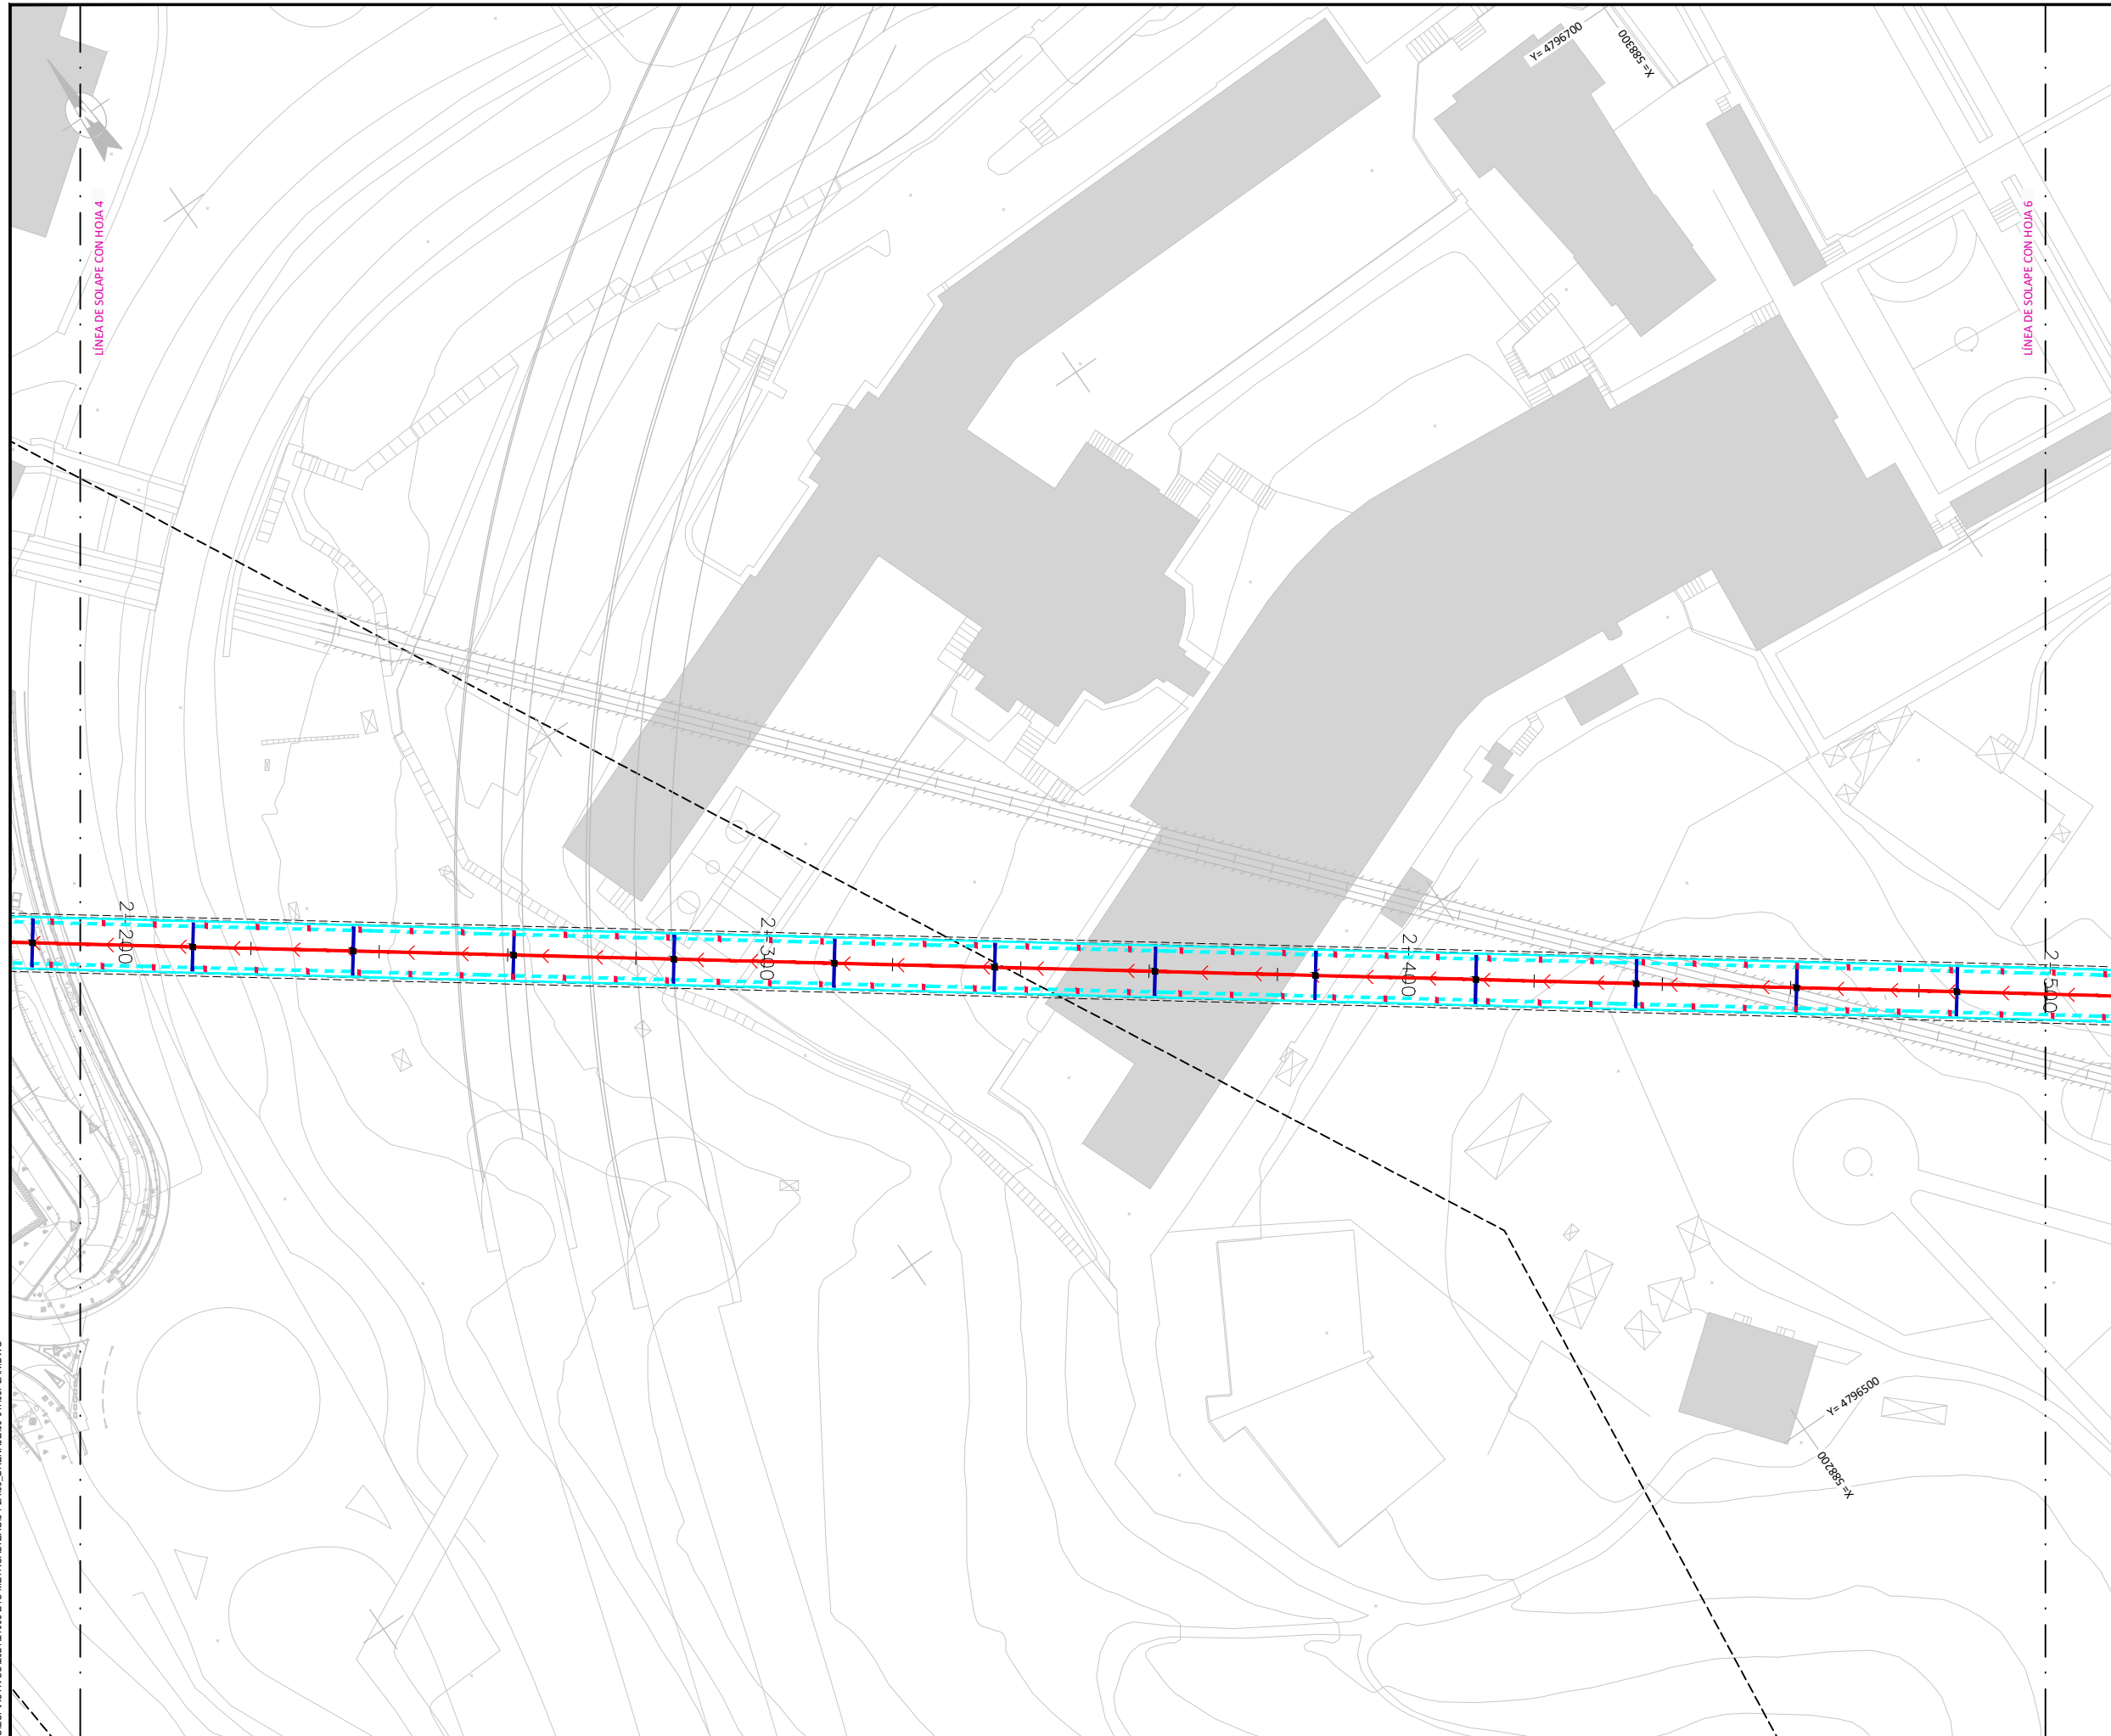 Y= 4796700
X= 588300
LÍNEA DE SOLAPE CON HOJA 4
LÍNEA DE SOLAPE CON HOJA 6
2+200
2+300
2+400
2+500
Y= 4796500
X= 588200